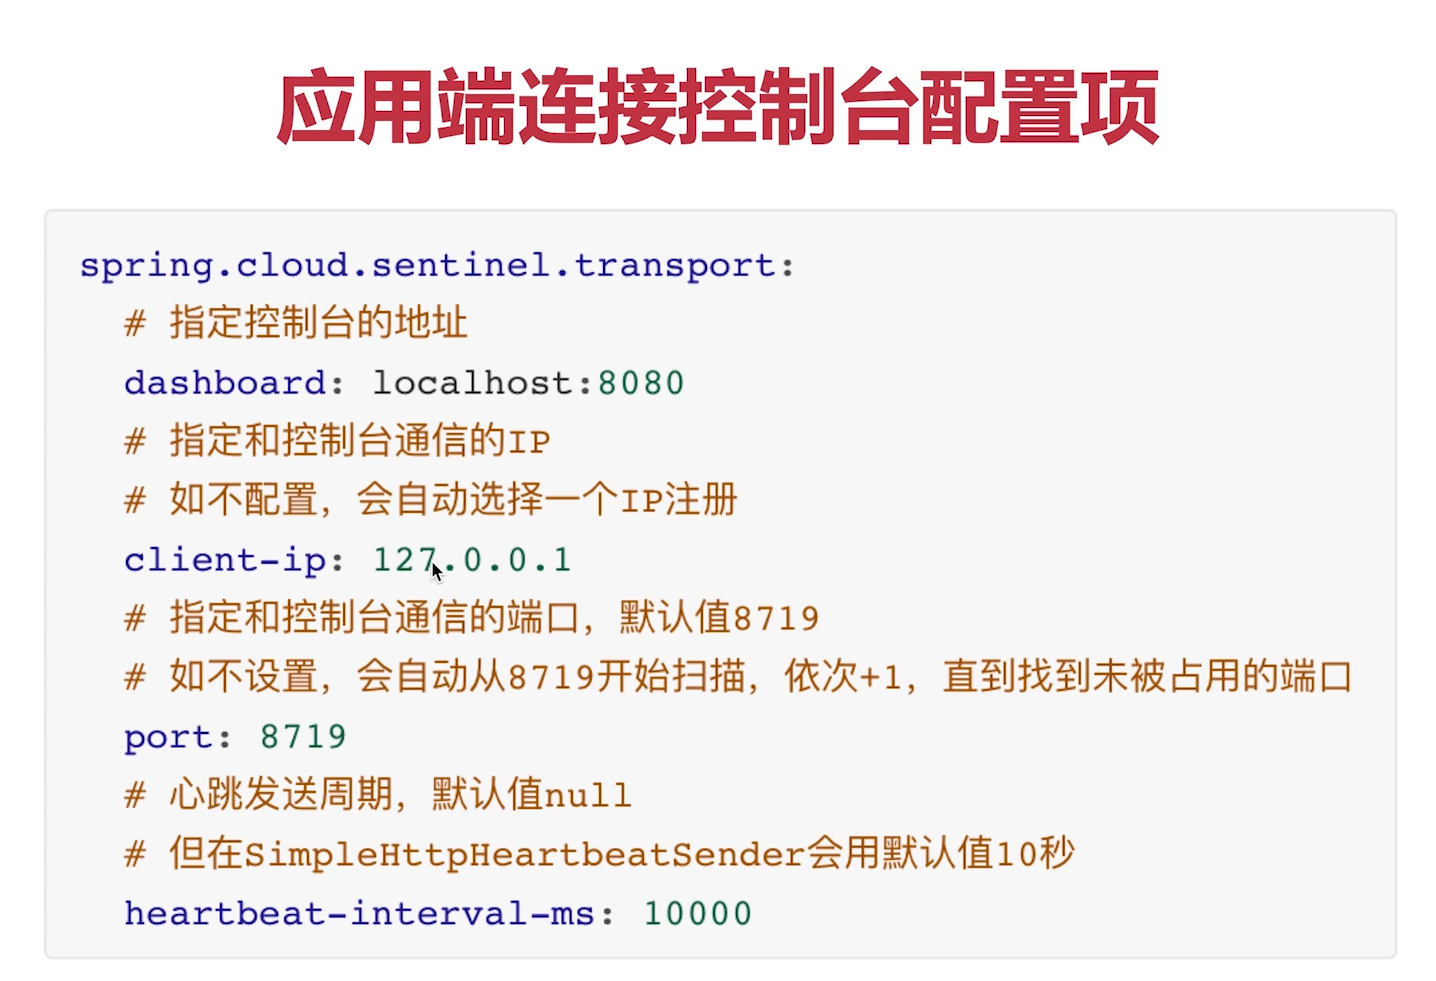 应用端连接控制台配置项
spring.cloud.sentinel.transport:
# 指定控制台的地址
dashboard: localhost:8080
# 指定和控制台通信的IP
# 如不配置，会自动选择一个IP注册
client-ip: 127.0.0.1
# 指定和控制台通信的端口，默认值8719
# 如不设置，会自动从8719开始扫描，依次+1，直到找到未被占用的端口
port: 8719
# 心跳发送周期，默认值null
# 但在SimpleHttpHeartbeatSender会用默认值10秒
heartbeat-interval-ms: 10000